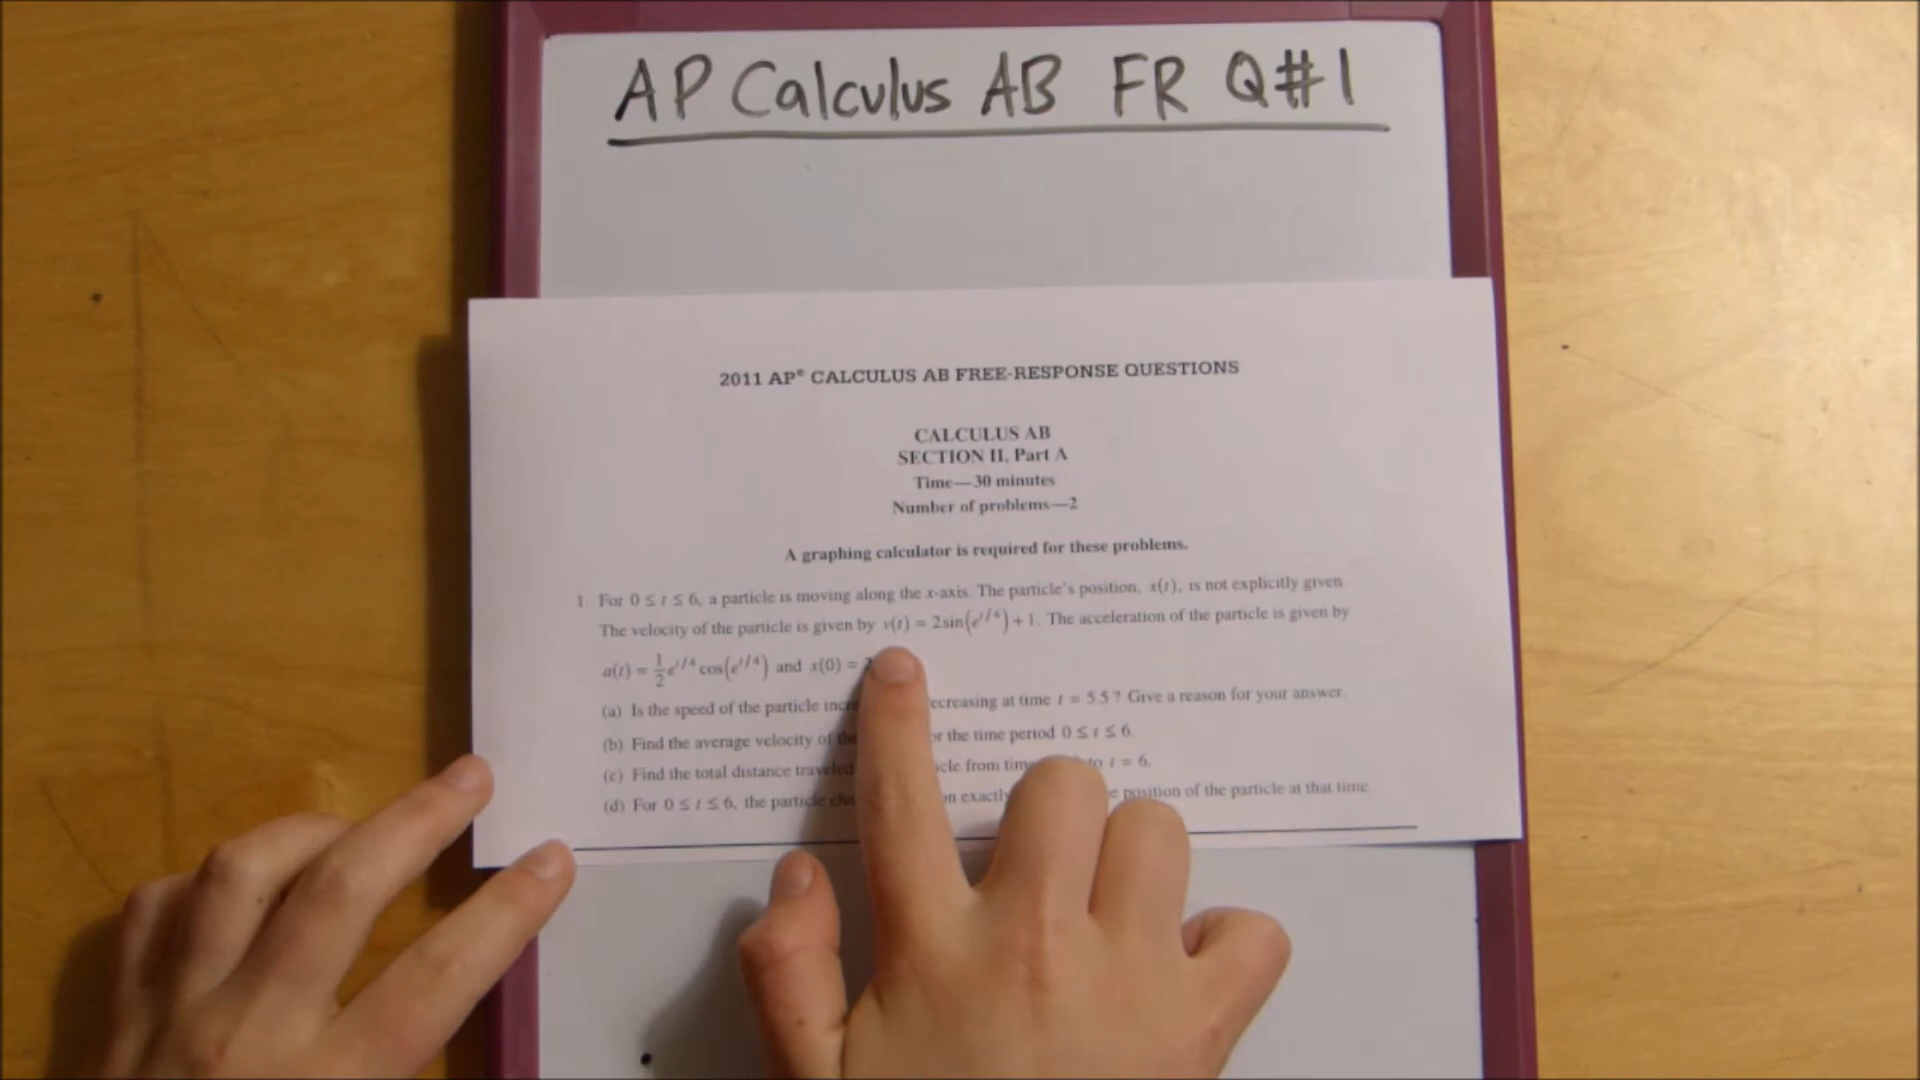 AP Calculus AB FR Q#1
2011 AP® CALCULUS AB FREE-RESPONSE QUESTIONS
CALCULUS AB
SECTION II, Part A
Time—30 minutes
Number of problems—2
A graphing calculator is required for these problems.
1. For 0 ≤ t ≤ 6, a particle is moving along the x-axis. The particle's position, x(t), is not explicitly given.
The velocity of the particle is given by v(t) = 2sin(e^(t/4)) + 1. The acceleration of the particle is given by
a(t) = 1/2 e^(t/4) cos(e^(t/4)) and x(0) = 2
(a) Is the speed of the particle ecreasing at time t = 5.5 ? Give a reason for your answer.
(b) Find the average velocity of the or the time period 0 ≤ t ≤ 6.
(c) Find the total distance traveled icle from to t = 6.
(d) For 0 ≤ t ≤ 6, the particle on exactly position of the particle at that time.